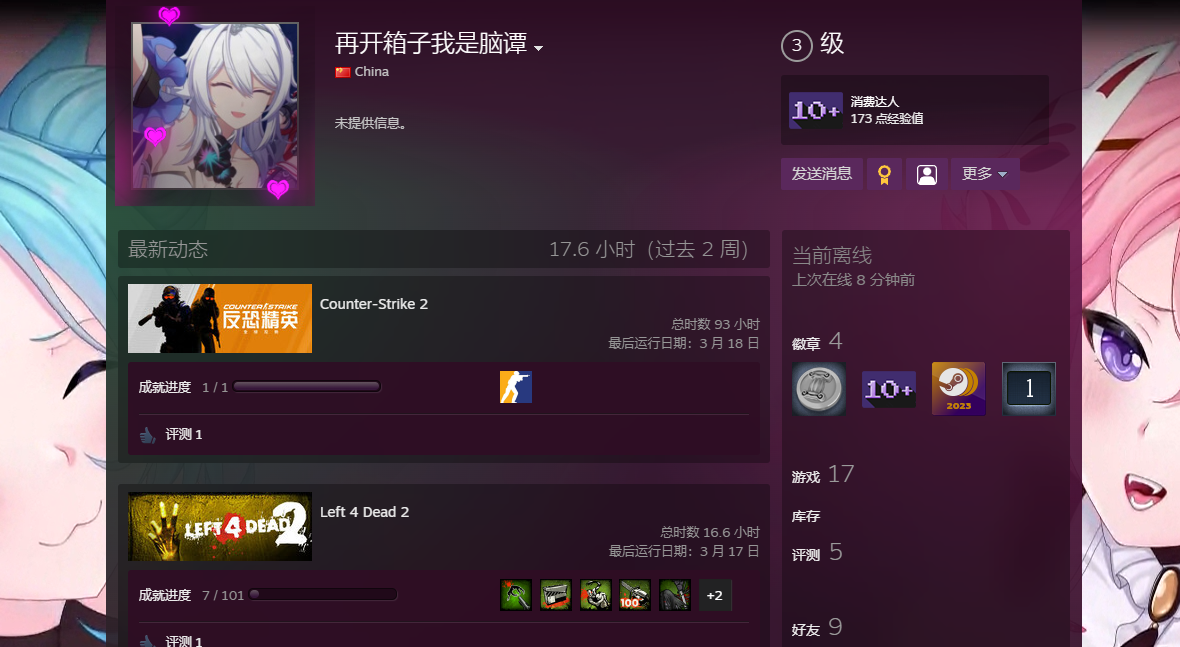 再开箱子我是脑谭
China
未提供信息。
3 级
10+
消费达人
173 点经验值
发送消息
更多
最新动态
17.6 小时（过去 2 周）
COUNTER STRIKE
反恐精英
Counter-Strike 2
总时数 93 小时
最后运行日期：3 月 18 日
成就进度 1 / 1
评测 1
LEFT 4 DEAD 2
Left 4 Dead 2
总时数 16.6 小时
最后运行日期：3 月 17 日
成就进度 7 / 101
100
+2
评测 1
当前离线
上次在线 8 分钟前
徽章 4
10+
2023
1
游戏 17
库存
评测 5
好友 9